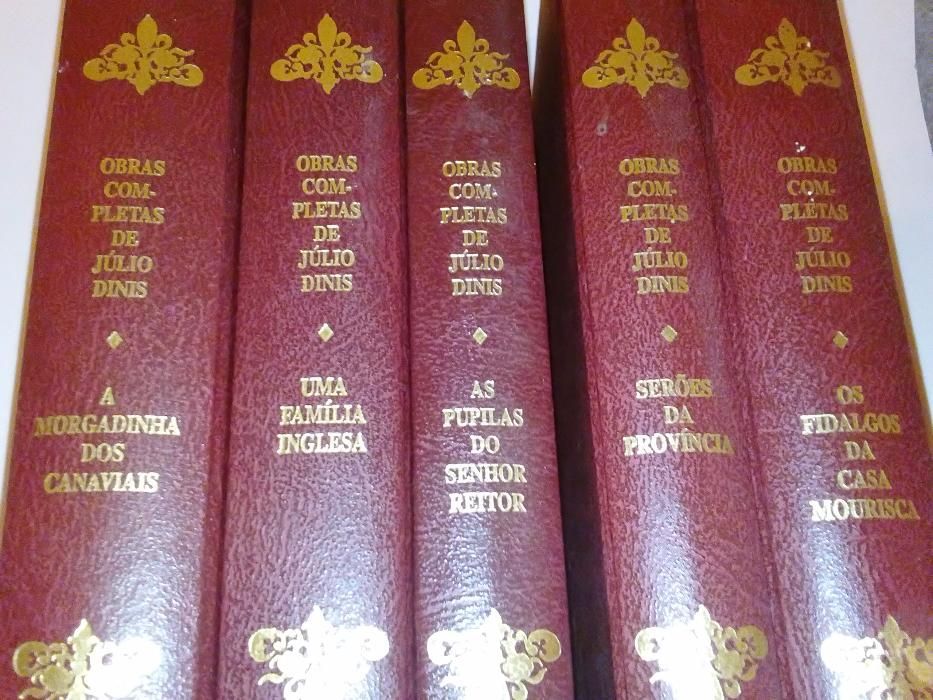 OBRAS
COM-
PLETAS
DE
JÚLIO
DINIS
A
MORGADINHA
DOS
CANAVIAIS
OBRAS
COM-
PLETAS
DE
JÚLIO
DINIS
UMA
FAMÍLIA
INGLESA
OBRAS
COM-
PLETAS
DE
JÚLIO
DINIS
AS
PUPILAS
DO
SENHOR
REITOR
OBRAS
COM-
PLETAS
DE
JÚLIO
DINIS
SERÕES
DA
PROVÍNCIA
OBRAS
COM-
PLETAS
DE
JÚLIO
DINIS
OS
FIDALGOS
DA
CASA
MOURISCA